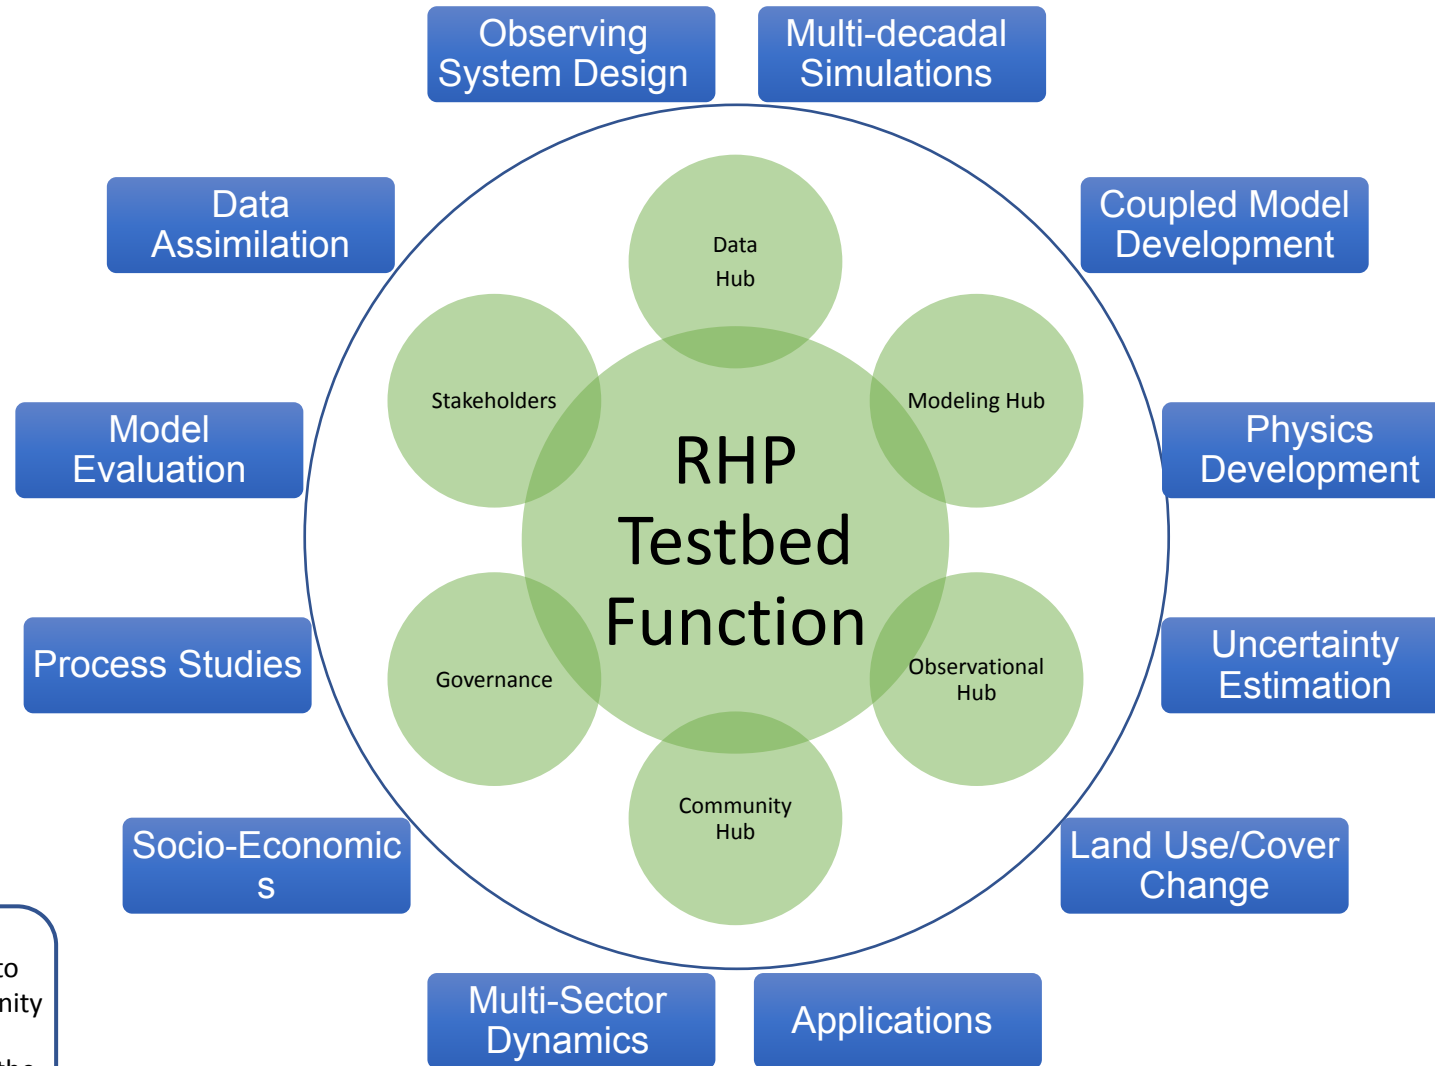 Observing
System Design
Multi-decadal
Simulations
Data
Assimilation
Coupled Model
Development
Data
Hub
Stakeholders
Modeling Hub
Model
Evaluation
Physics
Development
RHP
Testbed
Function
Process Studies
Governance
Observational
Hub
Uncertainty
Estimation
Community
Hub
Socio-Economic
s
Land Use/Cover
Change
Multi-Sector
Dynamics
Applications
to
nity